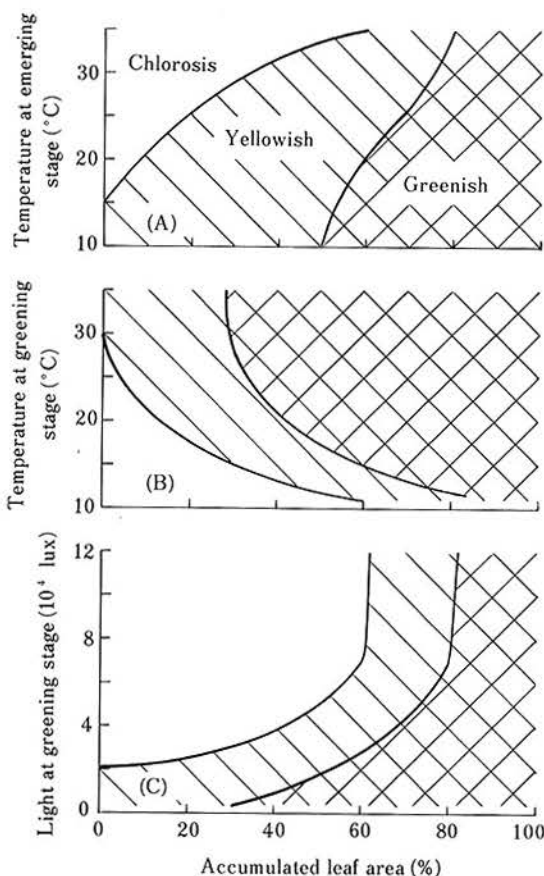 Temperature at emerging
stage (°C)
30
20
10
Chlorosis
Yellowish
Greenish
(A)
Temperature at greening
stage (°C)
30
20
10
(B)
Light at greening stage (10⁴ lux)
12
8
4
0
(C)
0 20 40 60 80 100
Accumulated leaf area (%)